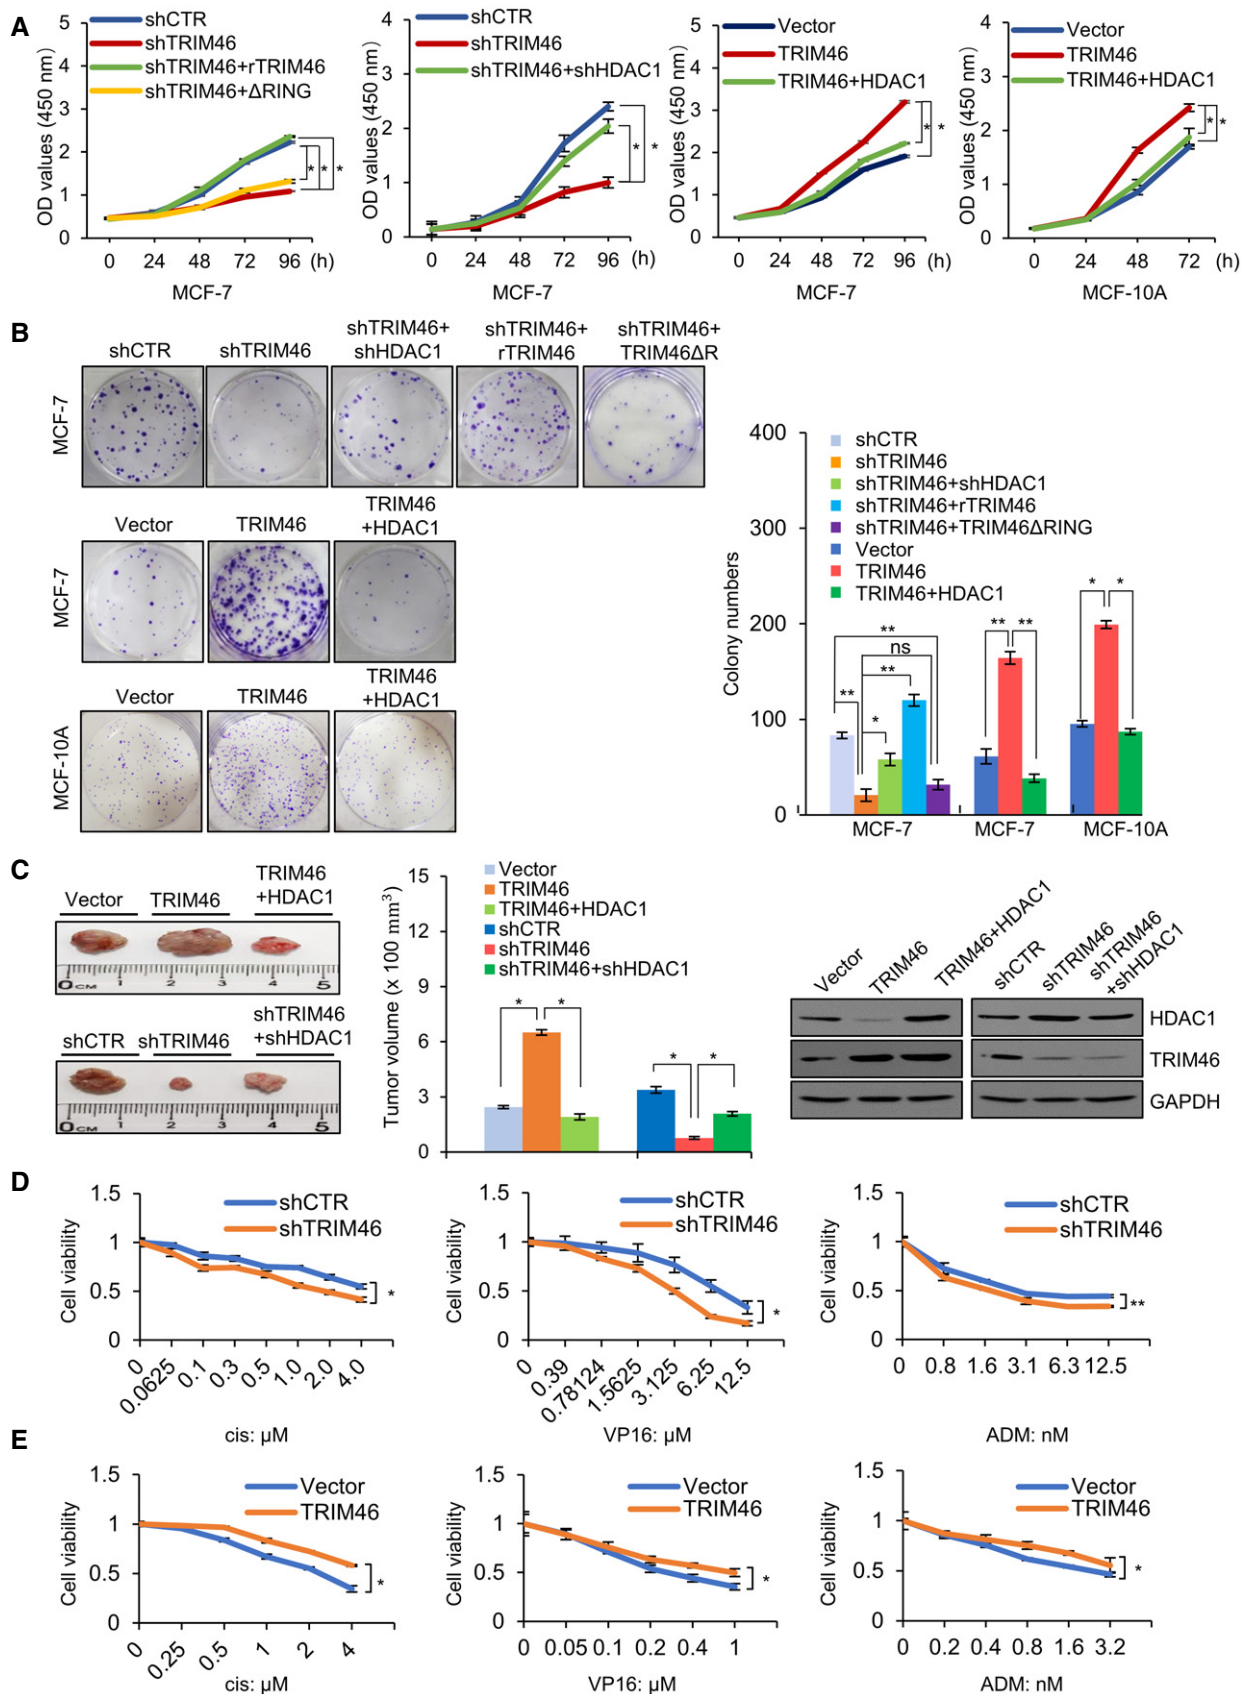 A
shCTR
shTRIM46
shTRIM46+rTRIM46
shTRIM46+ΔRING
OD values (450 nm)
5
4
3
2
1
0
0 24 48 72 96 (h)
* * *
MCF-7
shCTR
shTRIM46
shTRIM46+shHDAC1
OD values (450 nm)
4
3
2
1
0
0 24 48 72 96 (h)
* *
MCF-7
Vector
TRIM46
TRIM46+HDAC1
OD values (450 nm)
5
4
3
2
1
0
0 24 48 72 96 (h)
* *
MCF-7
Vector
TRIM46
TRIM46+HDAC1
OD values (450 nm)
4
3
2
1
0
0 24 48 72 (h)
* *
MCF-10A
B
shCTR shTRIM46 shTRIM46+ shHDAC1 shTRIM46+ rTRIM46 shTRIM46+ TRIM46ΔR
MCF-7
Vector TRIM46 TRIM46 +HDAC1
MCF-7
Vector TRIM46 TRIM46 +HDAC1
MCF-10A
Colony numbers
400
300
200
100
0
shCTR
shTRIM46
shTRIM46+shHDAC1
shTRIM46+rTRIM46
shTRIM46+TRIM46ΔRING
Vector
TRIM46
TRIM46+HDAC1
**
ns
**
** *
** **
* *
MCF-7 MCF-7 MCF-10A
C
Vector TRIM46 TRIM46 +HDAC1
0 CM 1 2 3 4 5
shCTR shTRIM46 shTRIM46 +shHDAC1
0 CM 1 2 3 4 5
Tumor volume (x 100 mm³)
15
12
9
6
3
0
Vector
TRIM46
TRIM46+HDAC1
shCTR
shTRIM46
shTRIM46+shHDAC1
* *
* *
Vector TRIM46 TRIM46+HDAC1 shCTR shTRIM46 shTRIM46 +shHDAC1
HDAC1
TRIM46
GAPDH
D
shCTR
shTRIM46
Cell viability
1.5
1
0.5
0
0 0.0625 0.1 0.3 0.5 1.0 2.0 4.0
*
cis: μM
shCTR
shTRIM46
Cell viability
1.5
1
0.5
0
0 0.39 0.78124 1.5625 3.125 6.25 12.5
*
VP16: μM
shCTR
shTRIM46
Cell viability
1.5
1
0.5
0
0 0.8 1.6 3.1 6.3 12.5
**
ADM: nM
E
Vector
TRIM46
Cell viability
1.5
1
0.5
0
0 0.25 0.5 1 2 4
*
cis: μM
Vector
TRIM46
Cell viability
1.5
1
0.5
0
0 0.05 0.1 0.2 0.4 1
*
VP16: μM
Vector
TRIM46
Cell viability
1.5
1
0.5
0
0 0.2 0.4 0.8 1.6 3.2
*
ADM: nM